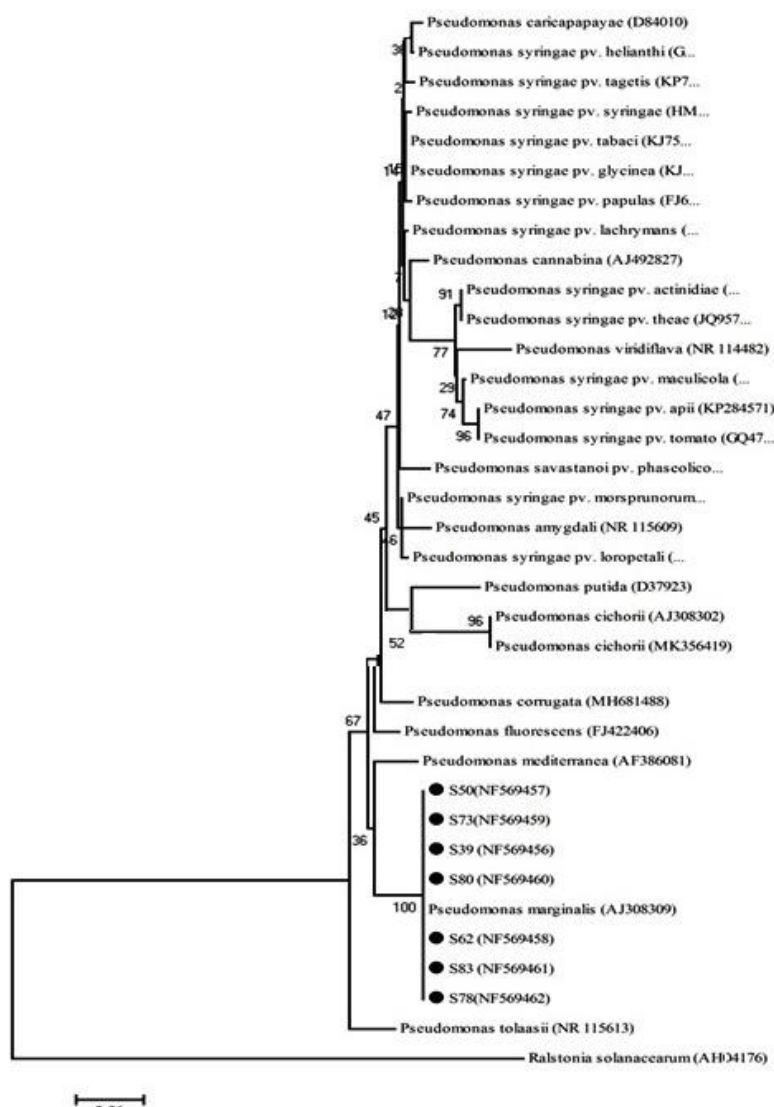 Pseudomonas caricapapayae (D84010)
Pseudomonas syringae pv. helianthi (G...
Pseudomonas syringae pv. tagetis (KP7...
2
Pseudomonas syringae pv. syringae (HM...
Pseudomonas syringae pv. tabaci (KJ75...
Pseudomonas syringae pv. glycinea (KJ...
Pseudomonas syringae pv. papulas (FJ6...
Pseudomonas syringae pv. lachrymans (...
Pseudomonas cannabina (AJ492827)
91
Pseudomonas syringae pv. actinidiae (...
Pseudomonas syringae pv. theae (JQ957...
77
Pseudomonas viridiflava (NR 114482)
29
Pseudomonas syringae pv. maculicola (...
74
Pseudomonas syringae pv. apii (KP284571)
96
Pseudomonas syringae pv. tomato (GQ47...
47
Pseudomonas savastanoi pv. phaseolico...
Pseudomonas syringae pv. morsprunorum...
45
Pseudomonas amygdali (NR 115609)
46
Pseudomonas syringae pv. loropetali (...
Pseudomonas putida (D37923)
96
Pseudomonas cichorii (AJ308302)
52
Pseudomonas cichorii (MK356419)
Pseudomonas corrugata (MH681488)
67
Pseudomonas fluorescens (FJ422406)
Pseudomonas mediterranea (AF386081)
S50(NF569457)
S73(NF569459)
36
S39 (NF569456)
S80 (NF569460)
100
Pseudomonas marginalis (AJ308309)
S62 (NF569458)
S83 (NF569461)
S78(NF569462)
Pseudomonas tolaasii (NR 115613)
Ralstonia solanacearum (AH04176)